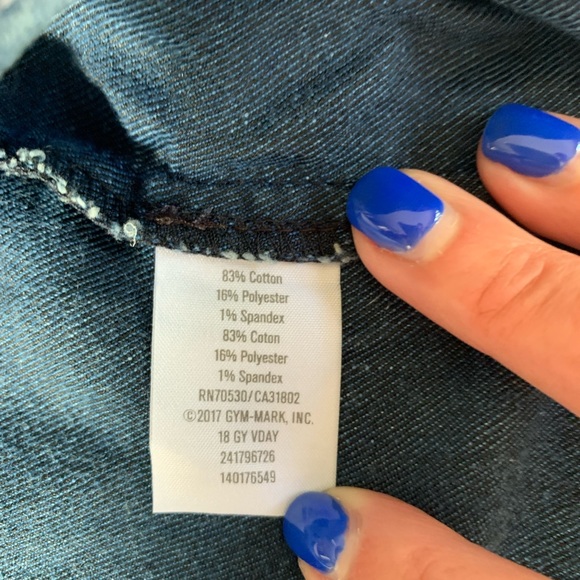 83% Cotton
16% Polyester
1% Spandex
83% Coton
16% Polyester
1% Spandex
RN70530/CA31802
©2017 GYM-MARK, INC.
18 GY VDAY
241796726
140176549